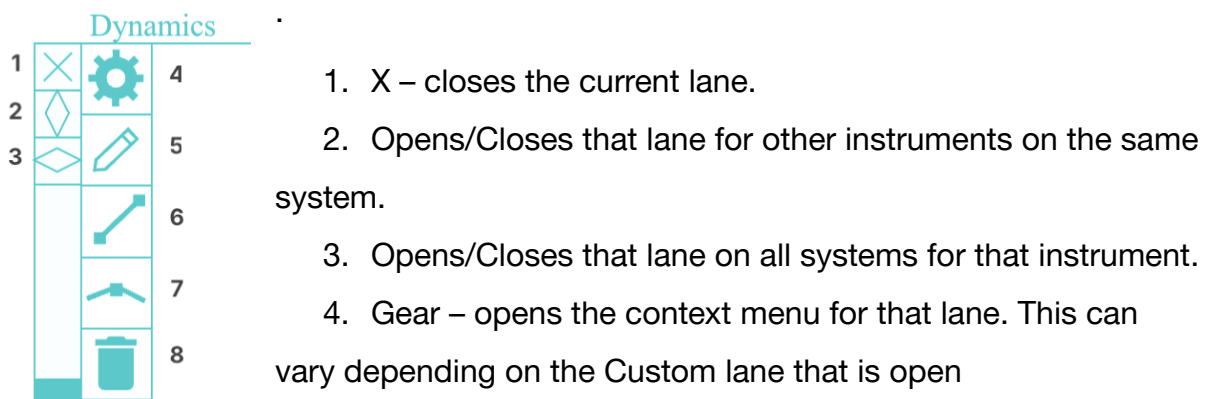 Dynamics
1
2
3
4
5
6
7
8
.
1. X – closes the current lane.
2. Opens/Closes that lane for other instruments on the same
system.
3. Opens/Closes that lane on all systems for that instrument.
4. Gear – opens the context menu for that lane. This can
vary depending on the Custom lane that is open